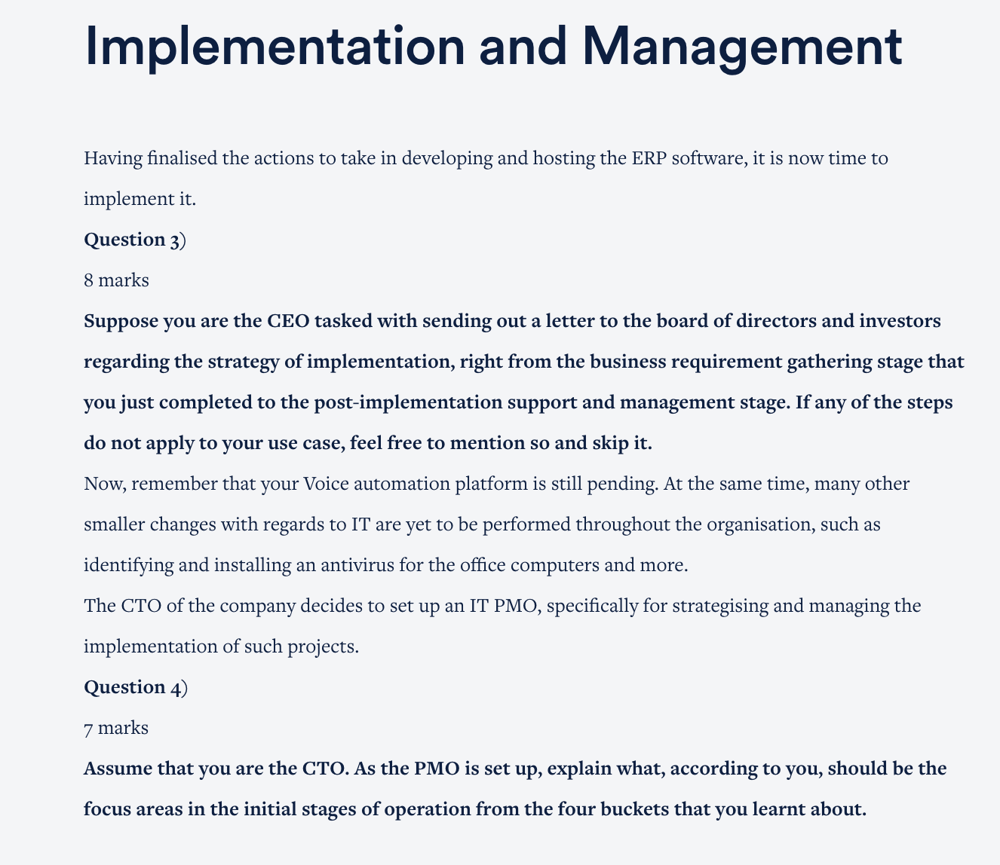 Implementation and Management
Having finalised the actions to take in developing and hosting the ERP software, it is now time to
implement it.
Question 3)
8 marks
Suppose you are the CEO tasked with sending out a letter to the board of directors and investors
regarding the strategy of implementation, right from the business requirement gathering stage that
you just completed to the post-implementation support and management stage. If any of the steps
do not apply to your use case, feel free to mention so and skip it.
Now, remember that your Voice automation platform is still pending. At the same time, many other
smaller changes with regards to IT are yet to be performed throughout the organisation, such as
identifying and installing an antivirus for the office computers and more.
The CTO of the company decides to set up an IT PMO, specifically for strategising and managing the
implementation of such projects.
Question 4)
7 marks
Assume that you are the CTO. As the PMO is set up, explain what, according to you, should be the
focus areas in the initial stages of operation from the four buckets that you learnt about.